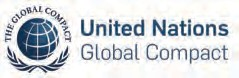 THE GLOBAL COMPACT
United Nations
Global Compact